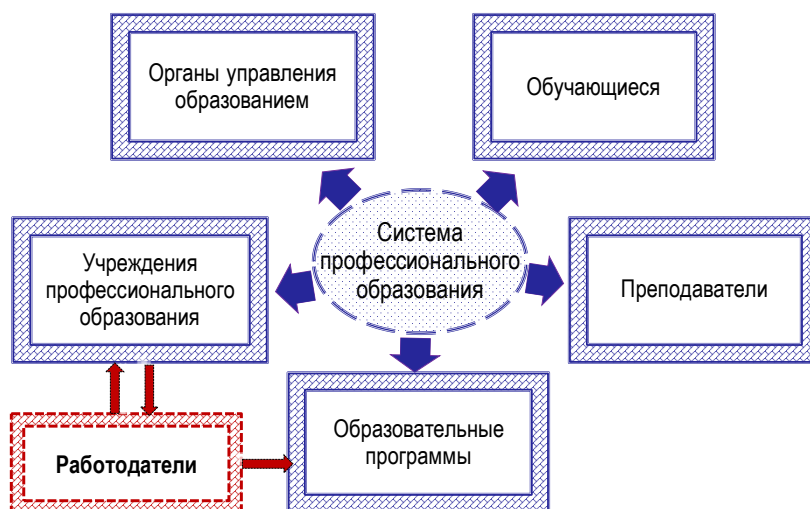 Органы управления
образованием
Обучающиеся
Система
профессионального
образования
Учреждения
профессионального
образования
Преподаватели
Работодатели
Образовательные
программы